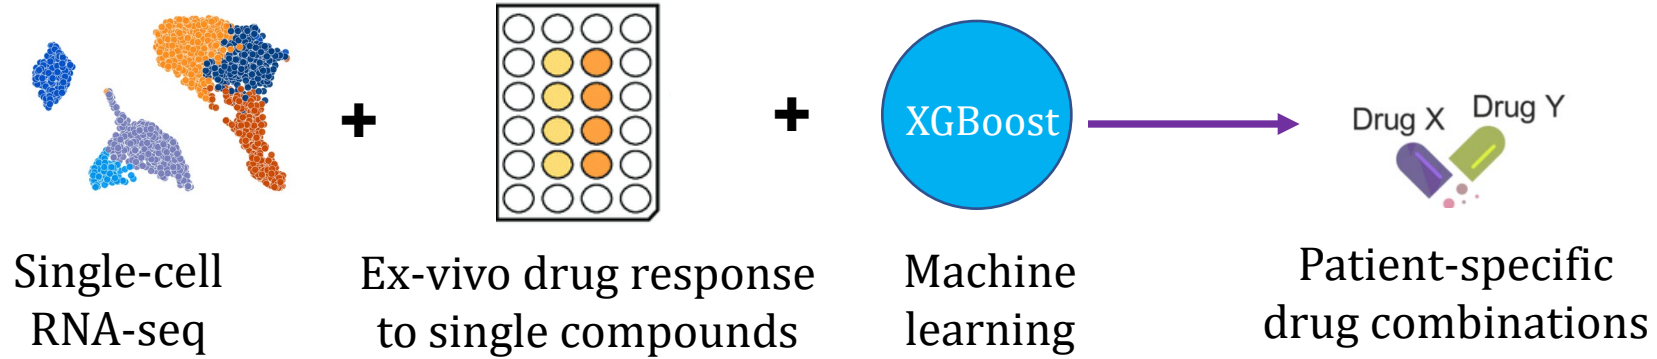 XGBoost
Drug X
Drug Y
Single-cell
RNA-seq
Ex-vivo drug response
to single compounds
Machine
learning
Patient-specific
drug combinations